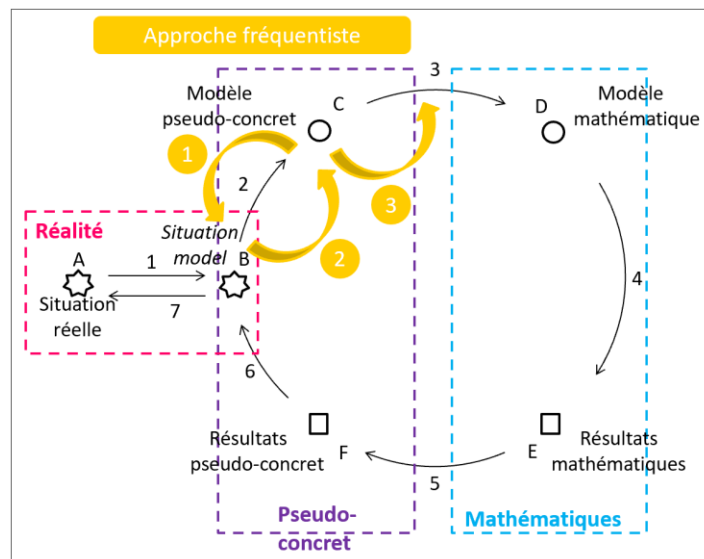 Approche fréquentiste
3
Modèle
pseudo-concret
C
D
Modèle
mathématique
1
2
3
Réalité
Situation
model
A
1
B
2
4
Situation
réelle
7
6
Résultats
pseudo-concret
F
E
Résultats
mathématiques
5
Pseudo-
concret
Mathématiques